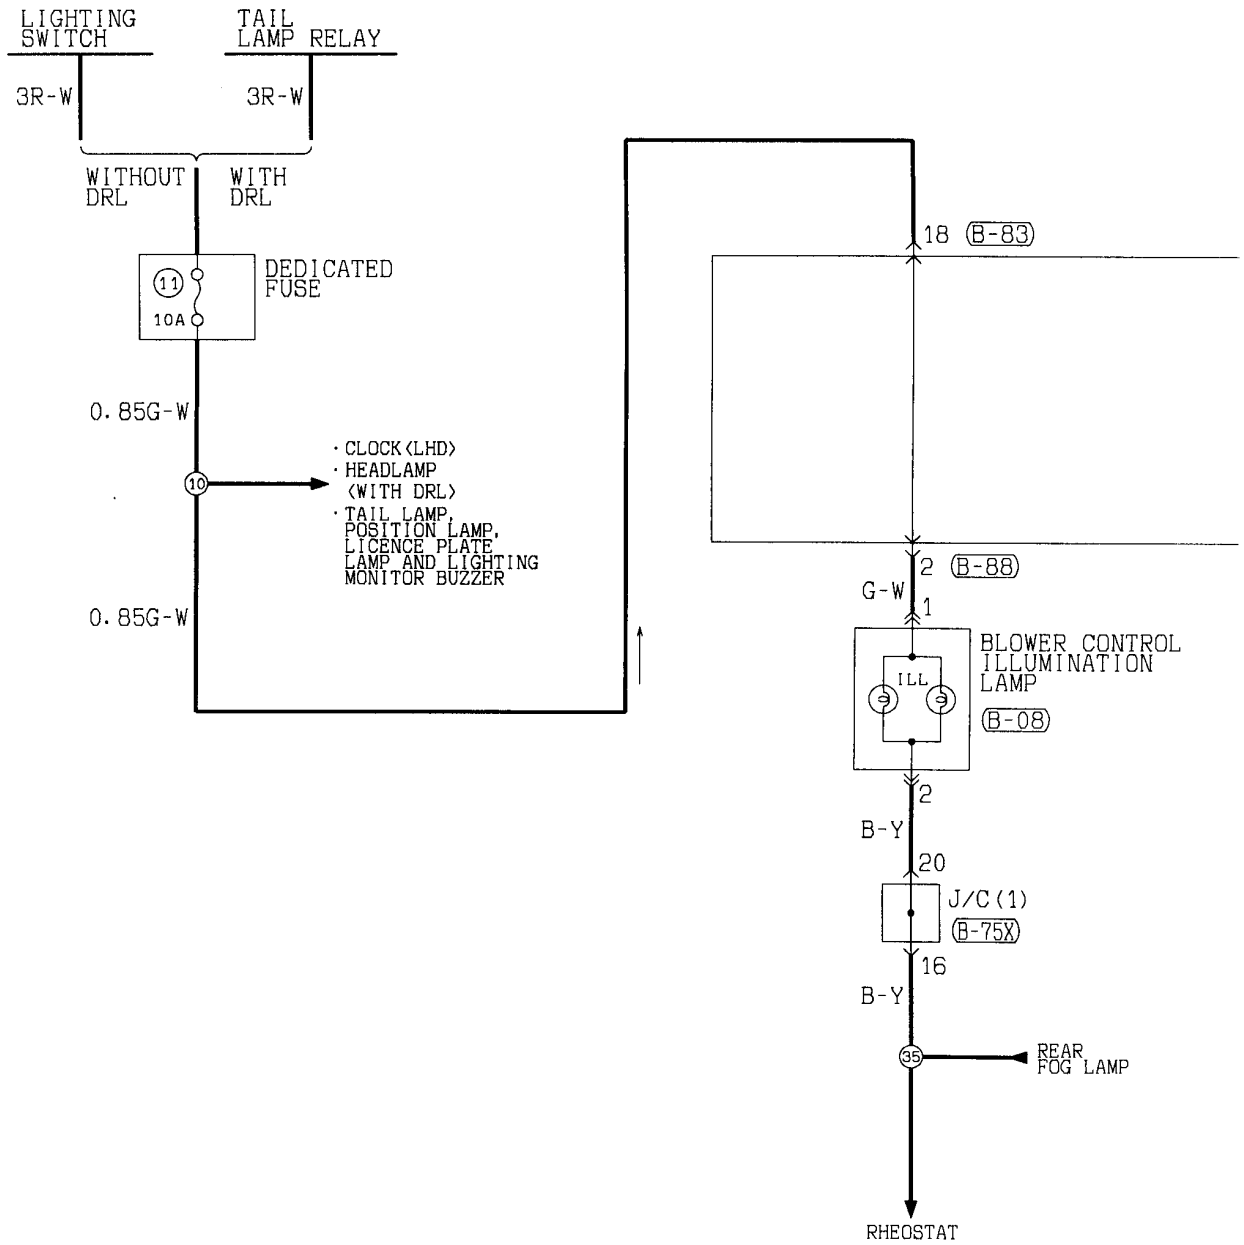 LIGHTING
SWITCH
TAIL
LAMP RELAY
3R-W
3R-W
WITHOUT
DRL
WITH
DRL
18 B-83
DEDICATED
FUSE
11
10A
0.85G-W
10
· CLOCK<LHD>
· HEADLAMP
<WITH DRL>
· TAIL LAMP,
POSITION LAMP,
LICENCE PLATE
LAMP AND LIGHTING
MONITOR BUZZER
0.85G-W
2 B-88
G-W
1
BLOWER CONTROL
ILLUMINATION
LAMP
ILL
B-08
2
B-Y
20
J/C(1)
B-75X
16
B-Y
35
REAR
FOG LAMP
RHEOSTAT